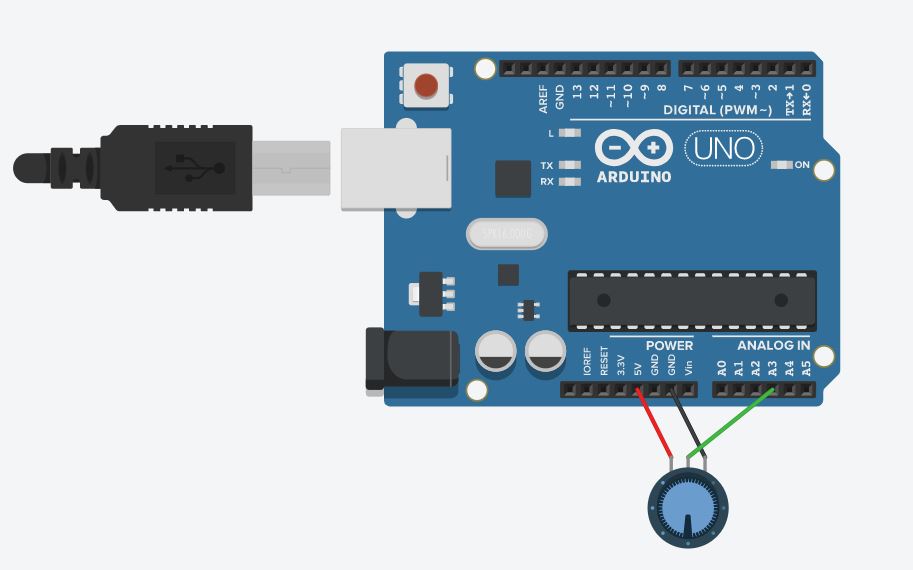 AREF
GND
13
12
~11
~10
~9
8
7
~6
~5
4
~3
2
TX→1
RX←0
DIGITAL (PWM~)
L
TX
RX
ARDUINO
UNO
ON
SPK16.000G
POWER
ANALOG IN
IOREF
RESET
3.3V
5V
GND
GND
Vin
A0
A1
A2
A3
A4
A5